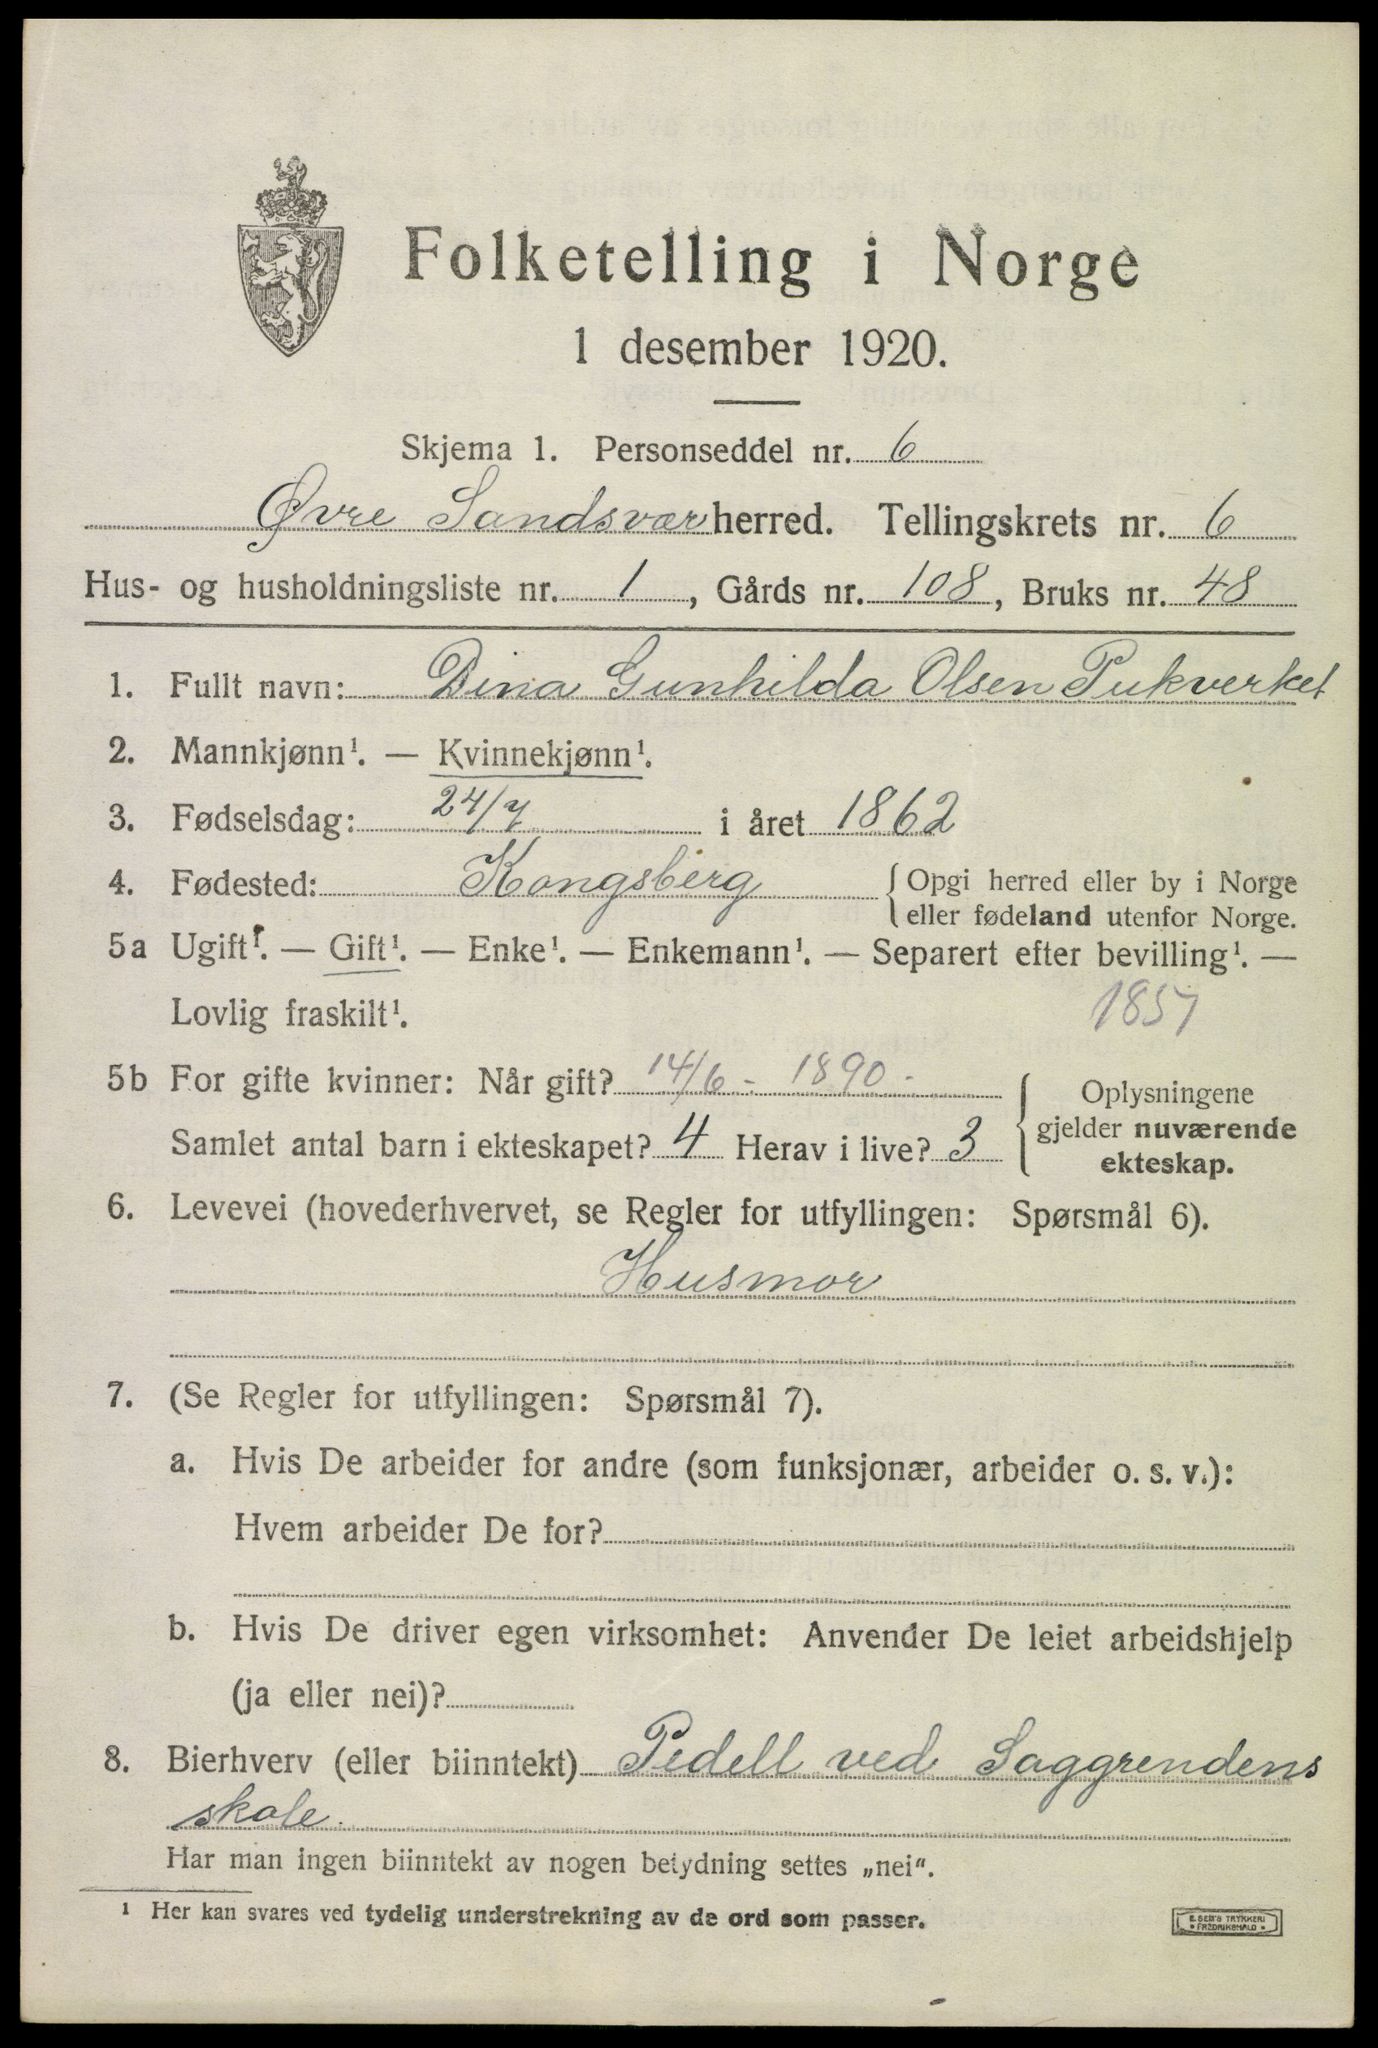 Folketelling i Norge
1 desember 1920.
Skjema 1. Personseddel nr. 6
Øvre Sandsvær herred. Tellingskrets nr. 6
Hus- og husholdningsliste nr. 1, Gårds nr. 108, Bruks nr. 48
1. Fullt navn: Dina Gunhilda Olsen Pukverket
2. Mannkjønn¹. — Kvinnekjønn¹.
3. Fødselsdag: 24/7 i året 1862
4. Fødested: Kongsberg { Opgi herred eller by i Norge
eller fødeland utenfor Norge.
5a Ugift¹. — Gift¹. — Enke¹. — Enkemann¹. — Separert efter bevilling¹. —
Lovlig fraskilt¹. 1857
5b For gifte kvinner: Når gift? 14/6 - 1890 -
Samlet antal barn i ekteskapet? 4 Herav i live? 3
Oplysningene
gjelder nuværende
ekteskap.
6. Levevei (hovederhvervet, se Regler for utfyllingen: Spørsmål 6).
Husmor
7. (Se Regler for utfyllingen: Spørsmål 7).
a. Hvis De arbeider for andre (som funksjonær, arbeider o. s. v.):
Hvem arbeider De for?
b. Hvis De driver egen virksomhet: Anvender De leiet arbeidshjelp
(ja eller nei)?
8. Bierhverv (eller biinntekt) Pedell ved Saggrendens
skole.
Har man ingen biinntekt av nogen betydning settes „nei“.
¹ Her kan svares ved tydelig understrekning av de ord som passer.
E. SEM'S TRYKKERI
• FREDRIKSHALD •